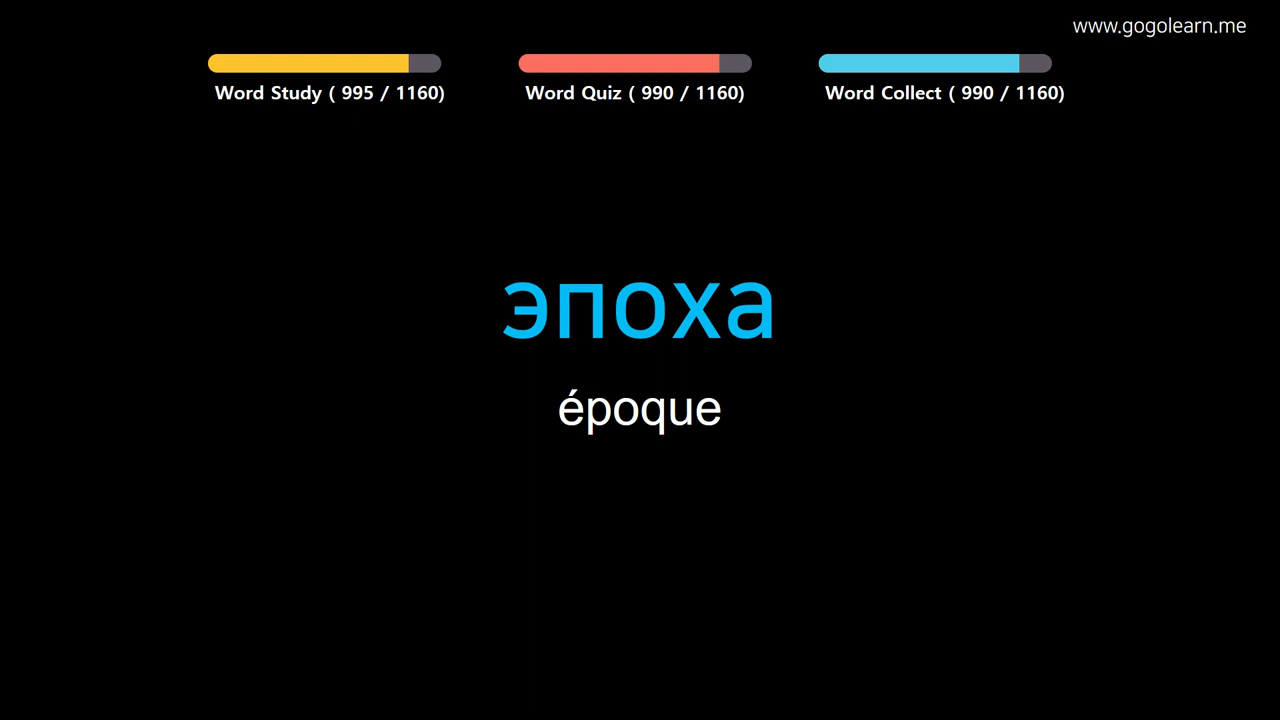 www.gogolearn.me
Word Study ( 995 / 1160)
Word Quiz ( 990 / 1160)
Word Collect ( 990 / 1160)
эпоха
époque